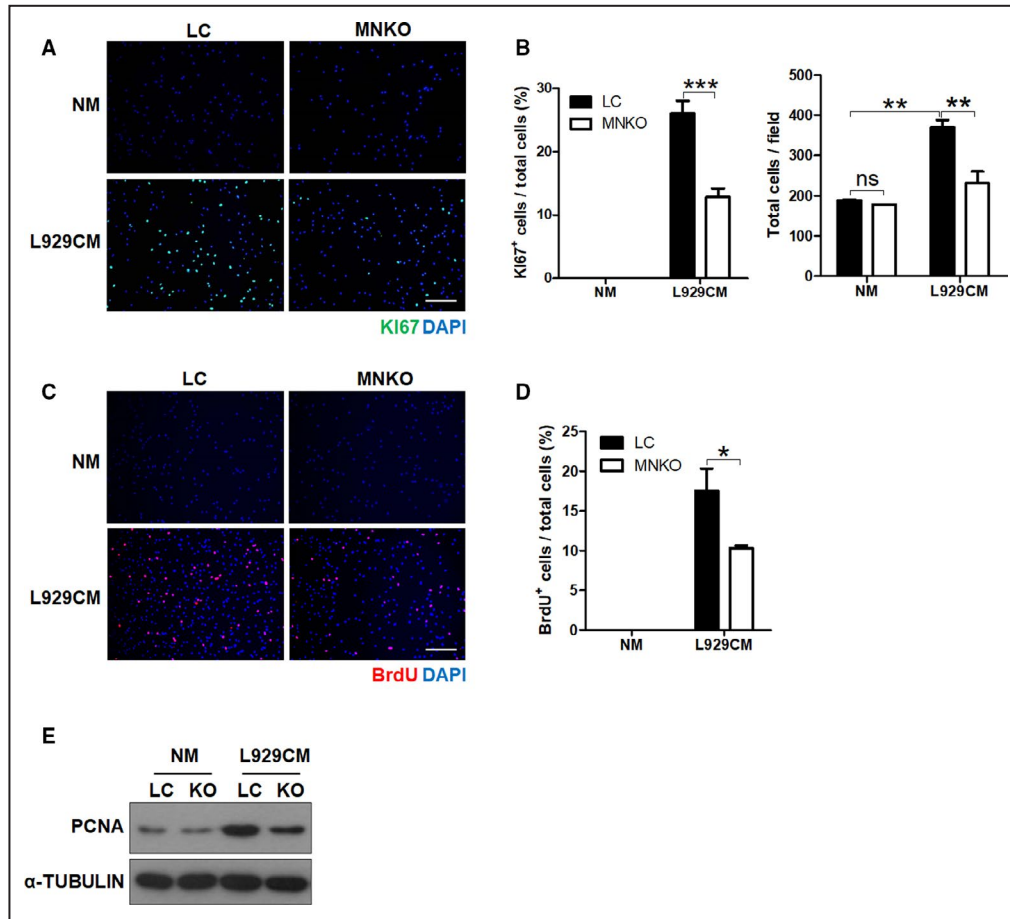 A
LC MNKO
NM
L929CM
KI67 DAPI
B
KI67⁺ cells / total cells (%)
30
20
10
0
LC
MNKO
***
NM L929CM
Total cells / field
500
400
300
200
100
0
ns
**
**
NM L929CM
C
LC MNKO
NM
L929CM
BrdU DAPI
D
BrdU⁺ cells / total cells (%)
25
20
15
10
5
0
LC
MNKO
*
NM L929CM
E
NM L929CM
LC KO LC KO
PCNA
α-TUBULIN